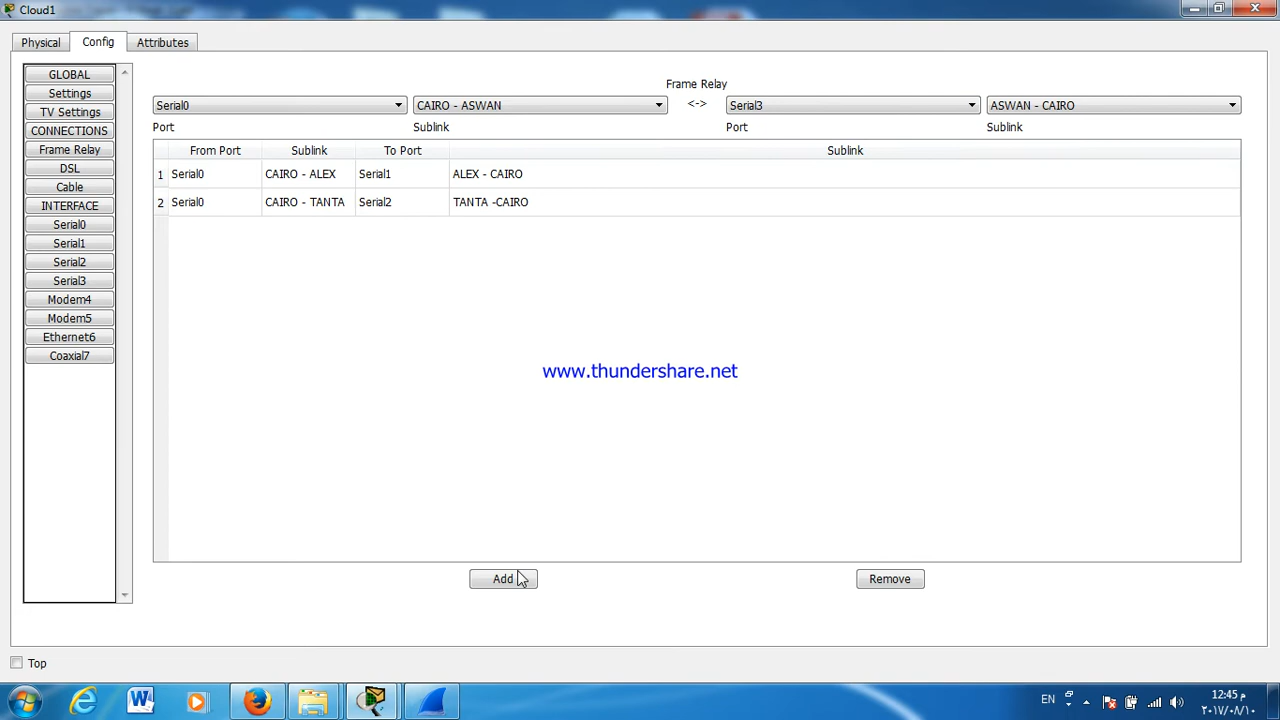 Cloud1
Physical
Config
Attributes
GLOBAL
Settings
TV Settings
CONNECTIONS
Frame Relay
DSL
Cable
INTERFACE
Serial0
Serial1
Serial2
Serial3
Modem4
Modem5
Ethernet6
Coaxial7
Frame Relay
Serial0
CAIRO - ASWAN
<->
Serial3
ASWAN - CAIRO
Port
Sublink
Port
Sublink
From Port
Sublink
To Port
Sublink
1 Serial0 CAIRO - ALEX Serial1 ALEX - CAIRO
2 Serial0 CAIRO - TANTA Serial2 TANTA -CAIRO
www.thundershare.net
Add
Remove
Top
EN
12:45 م
٢٠١٧/٠٨/١٠